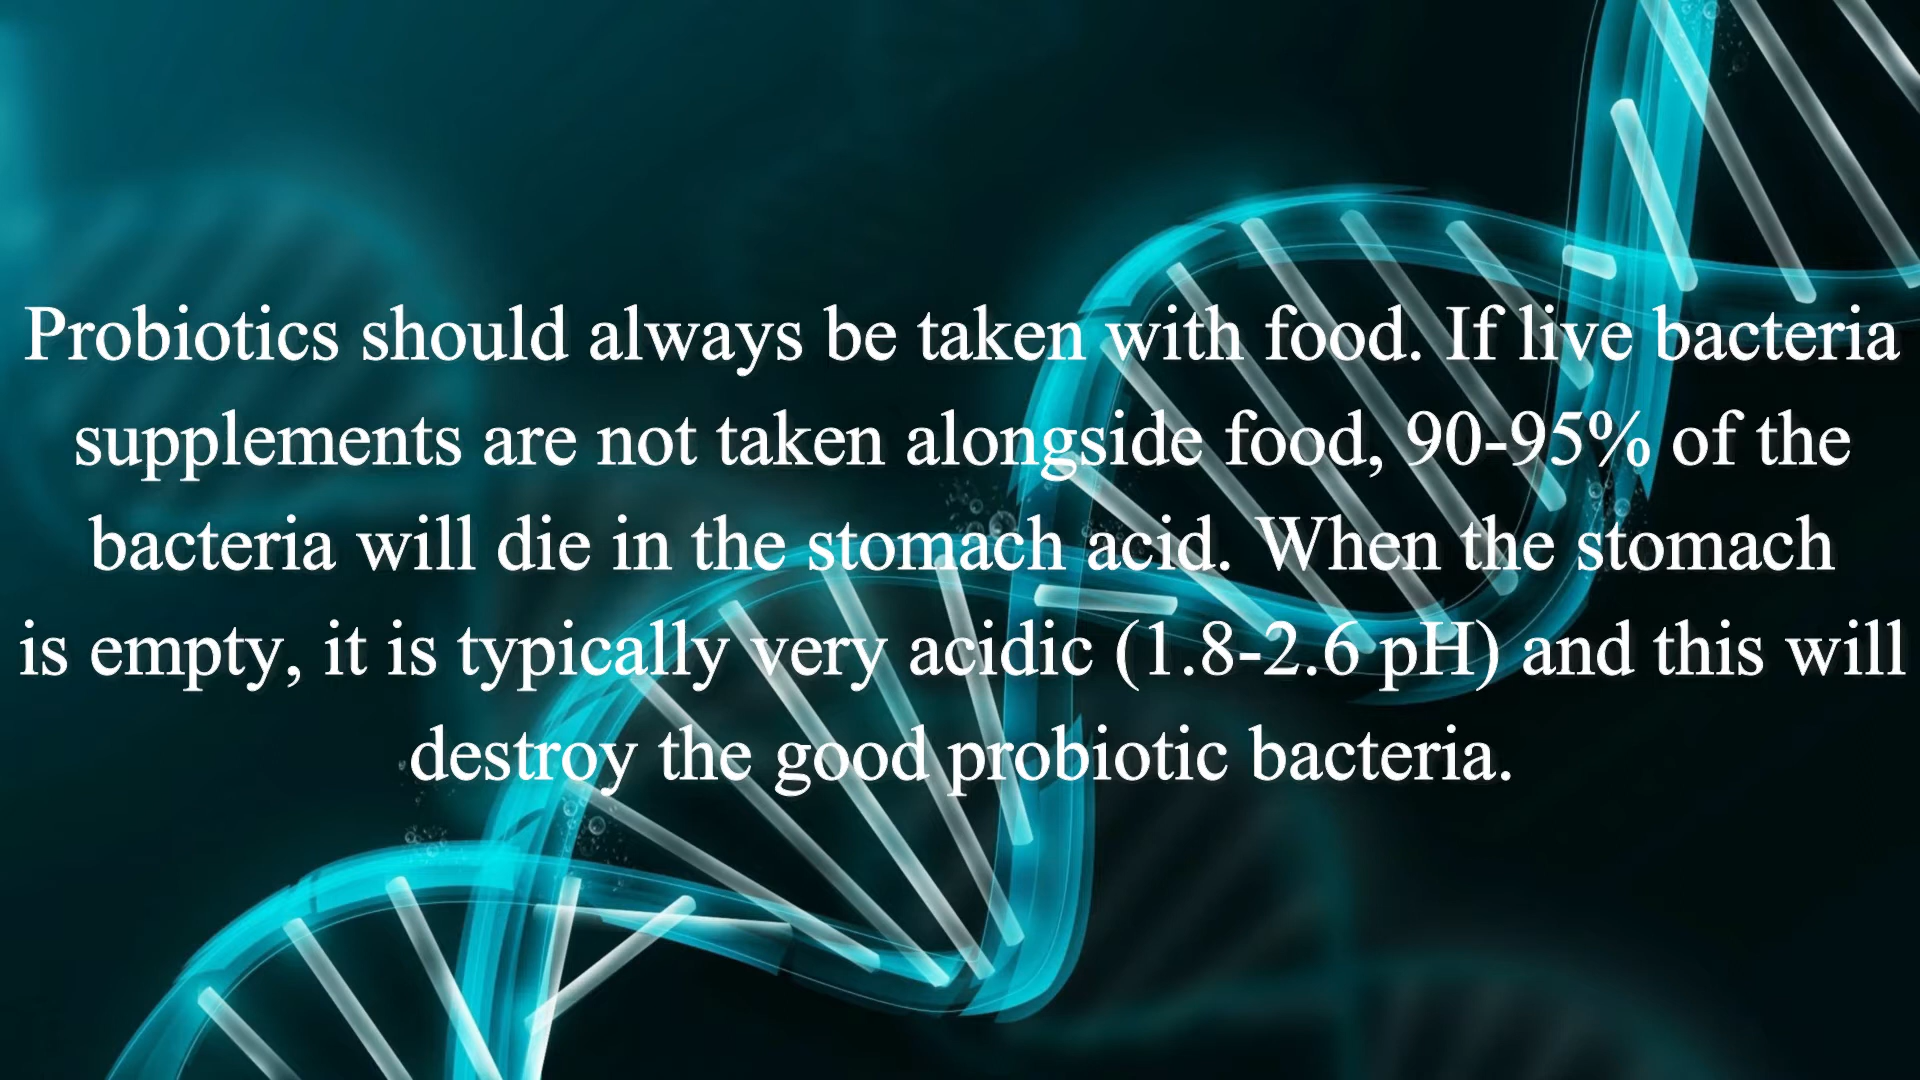 Probiotics should always be taken with food. If live bacteria
supplements are not taken alongside food, 90-95% of the
bacteria will die in the stomach acid. When the stomach
is empty, it is typically very acidic (1.8-2.6 pH) and this will
destroy the good probiotic bacteria.